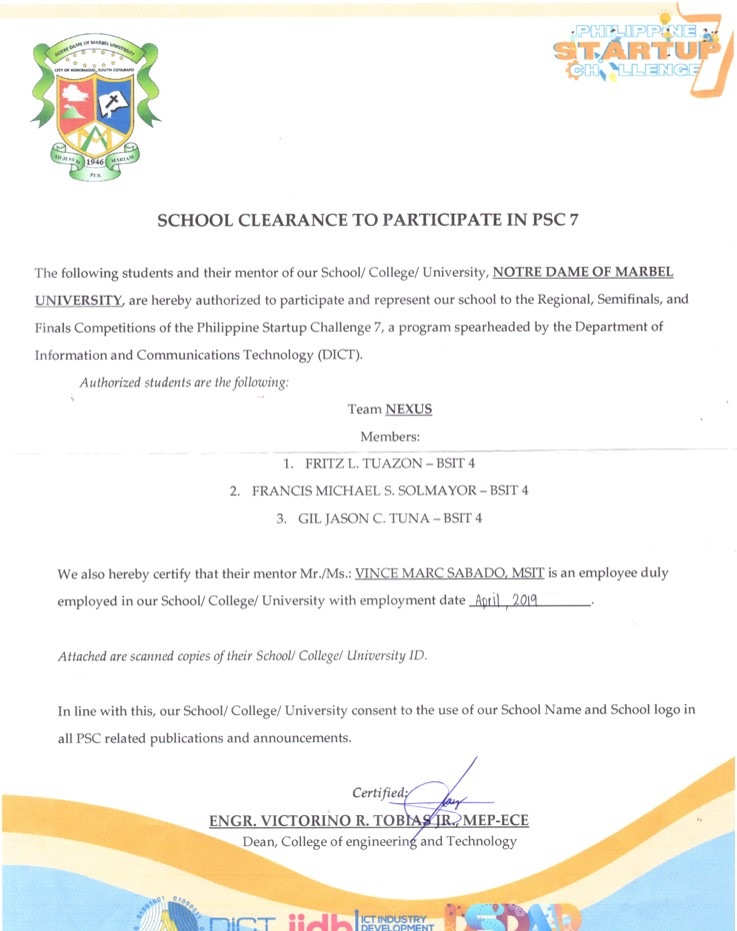 NOTRE DAME OF MARBEL UNIVERSITY
CITY OF KORONADAL, SOUTH COTABATO
AD JESUM
1946
MARIAM
PER
PHILIPPINE
STARTUP
CHALLENGE
7
SCHOOL CLEARANCE TO PARTICIPATE IN PSC 7
The following students and their mentor of our School/ College/ University, NOTRE DAME OF MARBEL
UNIVERSITY, are hereby authorized to participate and represent our school to the Regional, Semifinals, and
Finals Competitions of the Philippine Startup Challenge 7, a program spearheaded by the Department of
Information and Communications Technology (DICT).
Authorized students are the following:
Team NEXUS
Members:
1. FRITZ L. TUAZON – BSIT 4
2. FRANCIS MICHAEL S. SOLMAYOR – BSIT 4
3. GIL JASON C. TUNA – BSIT 4
We also hereby certify that their mentor Mr./Ms.: VINCE MARC SABADO, MSIT is an employee duly
employed in our School/ College/ University with employment date April, 2019.
Attached are scanned copies of their School/ College/ University ID.
In line with this, our School/ College/ University consent to the use of our School Name and School logo in
all PSC related publications and announcements.
Certified:
ENGR. VICTORINO R. TOBIAS JR., MEP-ECE
Dean, College of engineering and Technology
DICT
iidb
ICT INDUSTRY
DEVELOPMENT